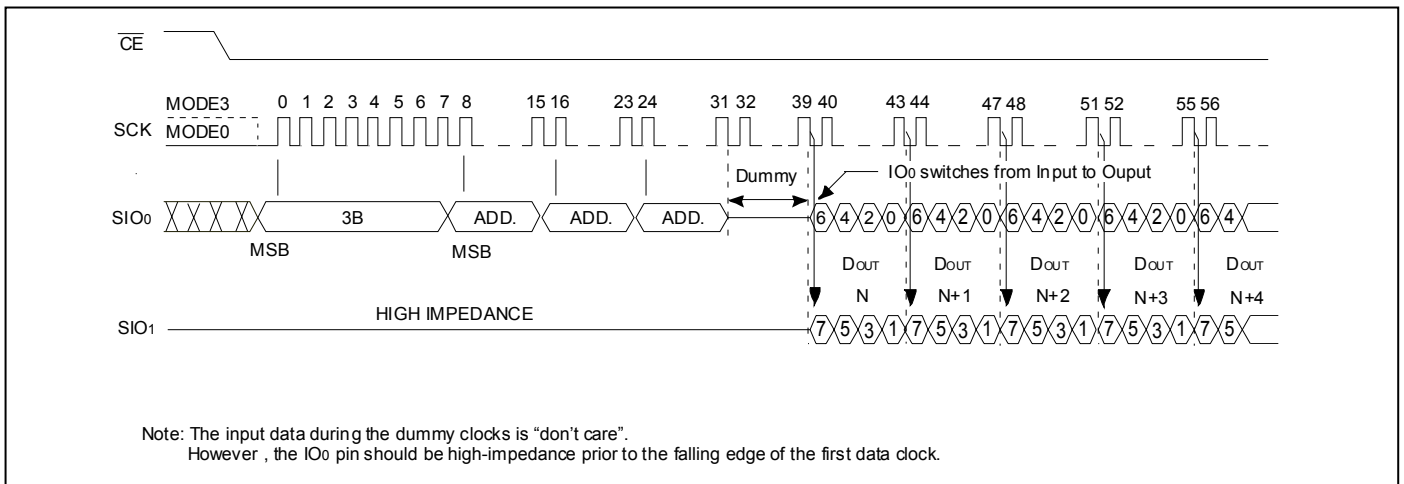 CE
MODE3 0 1 2 3 4 5 6 7 8 15 16 23 24 31 32 39 40 43 44 47 48 51 52 55 56
SCK MODE0
Dummy IO0 switches from Input to Ouput
SIO0 3B ADD. ADD. ADD. 6 4 2 0 6 4 2 0 6 4 2 0 6 4 2 0 6 4
MSB MSB
DOUT DOUT DOUT DOUT DOUT
N N+1 N+2 N+3 N+4
HIGH IMPEDANCE
SIO1 7 5 3 1 7 5 3 1 7 5 3 1 7 5 3 1 7 5
Note: The input data during the dummy clocks is “don’t care”.
However , the IO0 pin should be high-impedance prior to the falling edge of the first data clock.